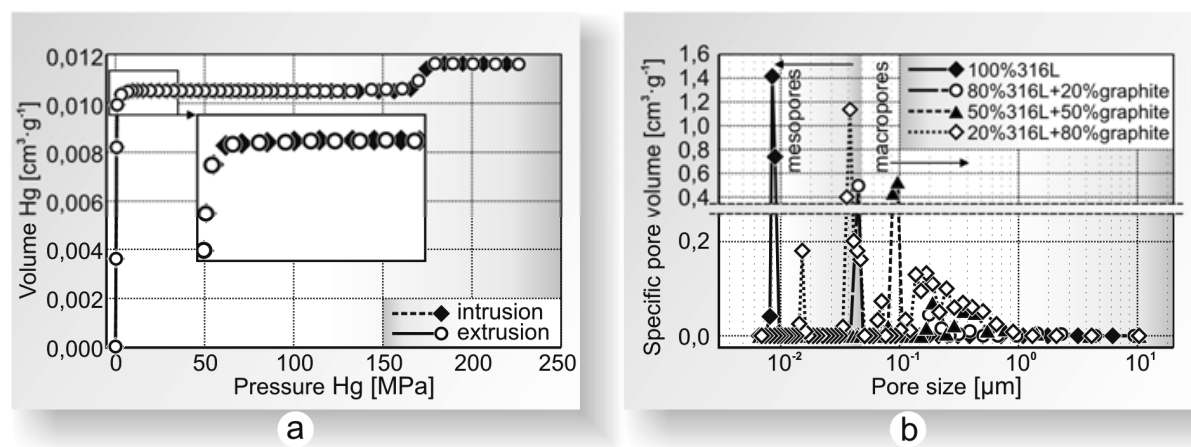 0,012
0,010
0,008
0,006
0,004
0,002
0,000
Volume Hg [cm³·g⁻¹]
intrusion
extrusion
0 50 100 150 200 250
Pressure Hg [MPa]
a
1,6
1,4
1,2
1,0
0,8
0,6
0,4
0,2
0,0
Specific pore volume [cm³·g⁻¹]
mesopores
macropores
100%316L
80%316L+20%graphite
50%316L+50%graphite
20%316L+80%graphite
10⁻² 10⁻¹ 10⁰ 10¹
Pore size [µm]
b